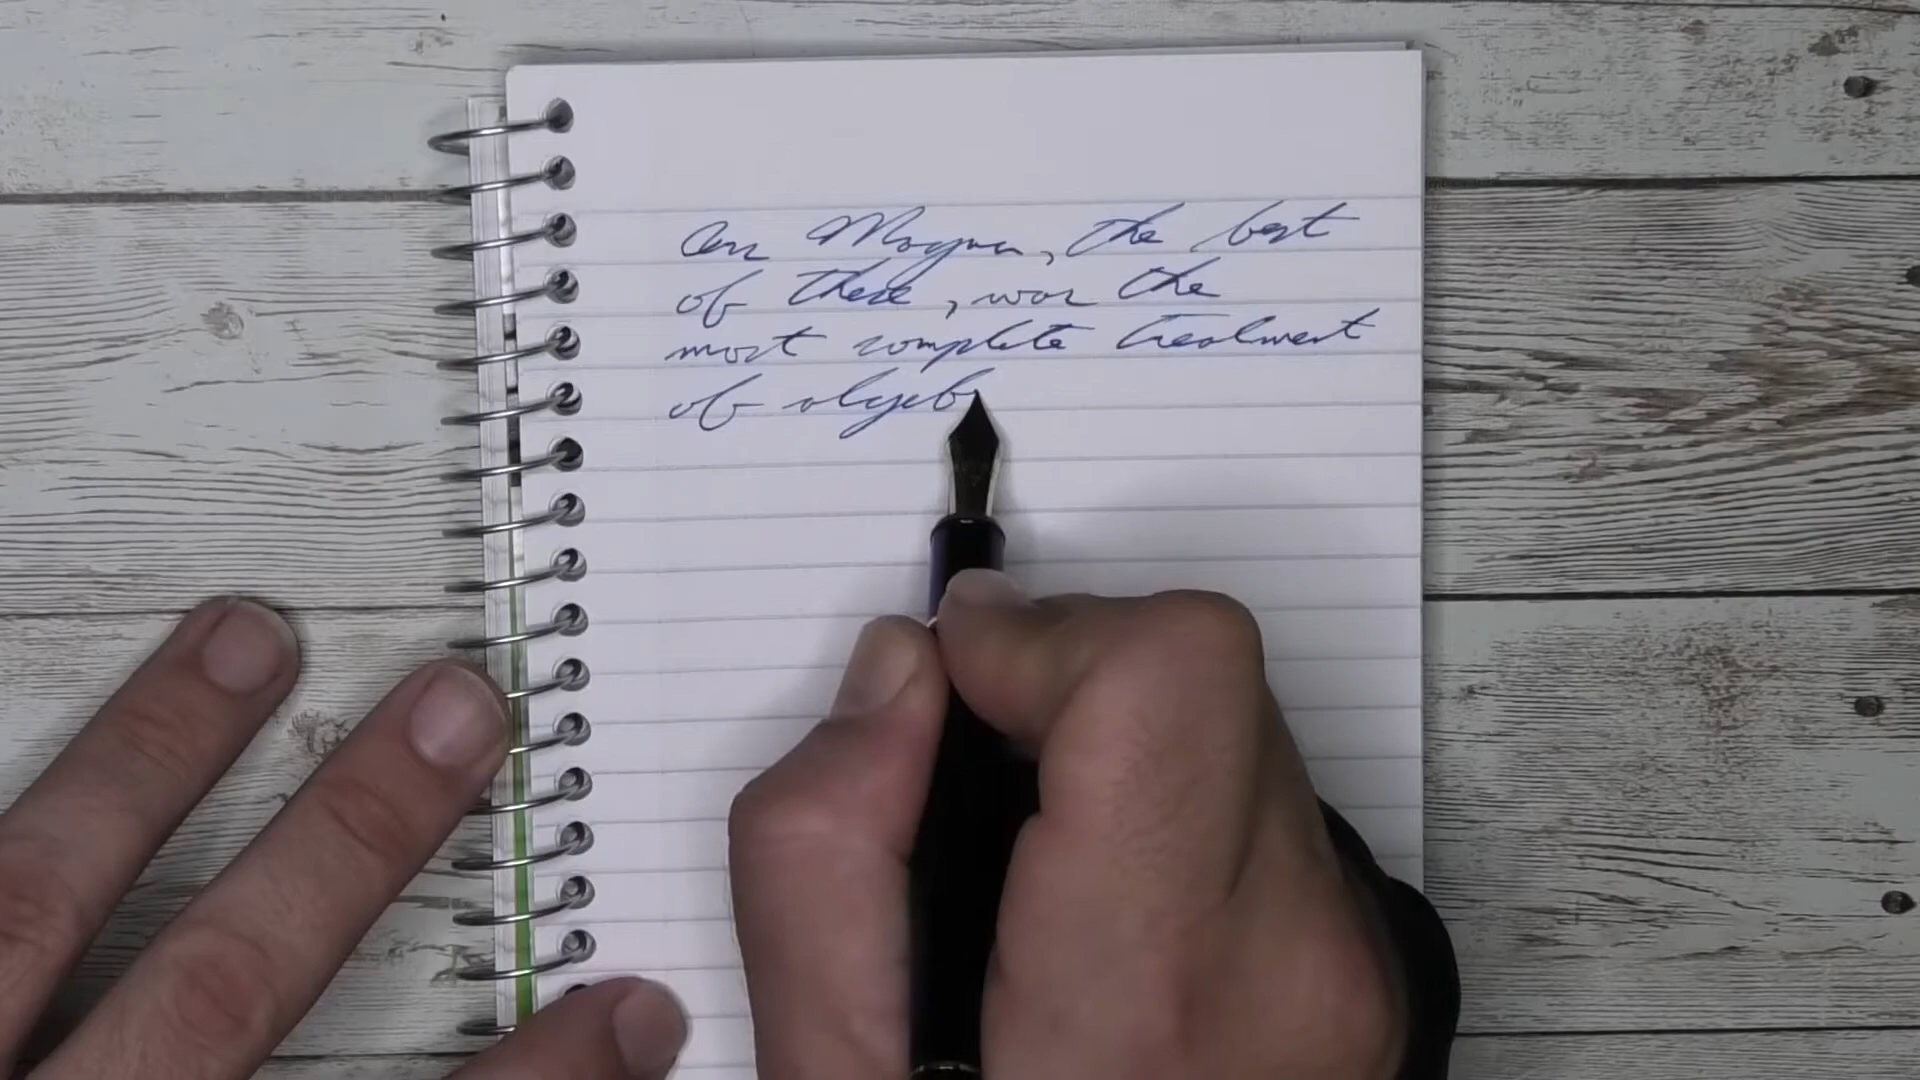 Ars Magna, the best
of these, was the
most complete treatment
of algeb